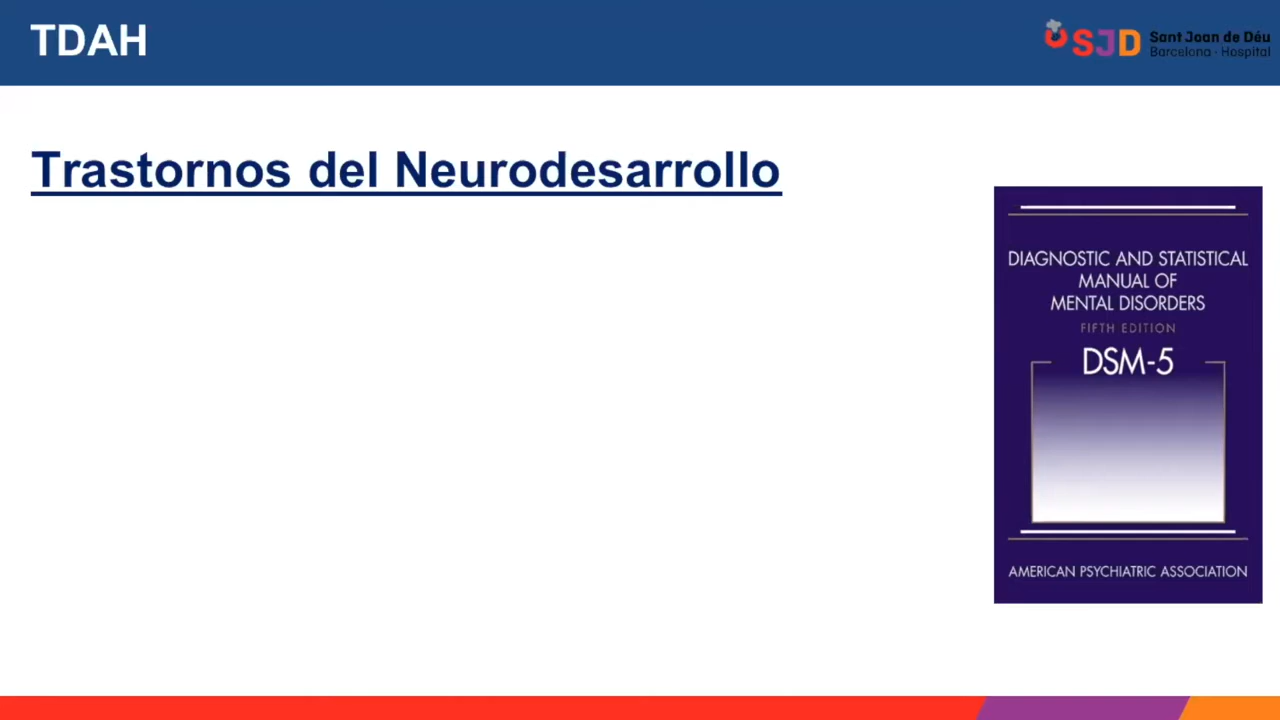 TDAH
SJD
Sant Joan de Déu
Barcelona · Hospital
Trastornos del Neurodesarrollo
DIAGNOSTIC AND STATISTICAL
MANUAL OF
MENTAL DISORDERS
FIFTH EDITION
DSM-5
AMERICAN PSYCHIATRIC ASSOCIATION